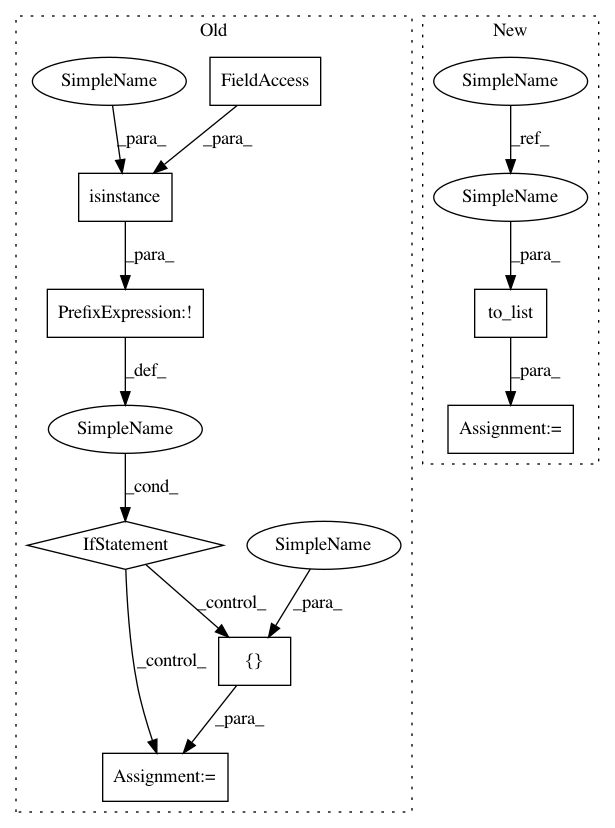 Old
New
SimpleName
FieldAccess
SimpleName
_para_
_para_
_ref_
isinstance
SimpleName
_para_
_para_
PrefixExpression:!
to_list
_def_
_para_
SimpleName
Assignment:=
_cond_
IfStatement
SimpleName
_control_
_para_
_control_
{}
_para_
Assignment:=